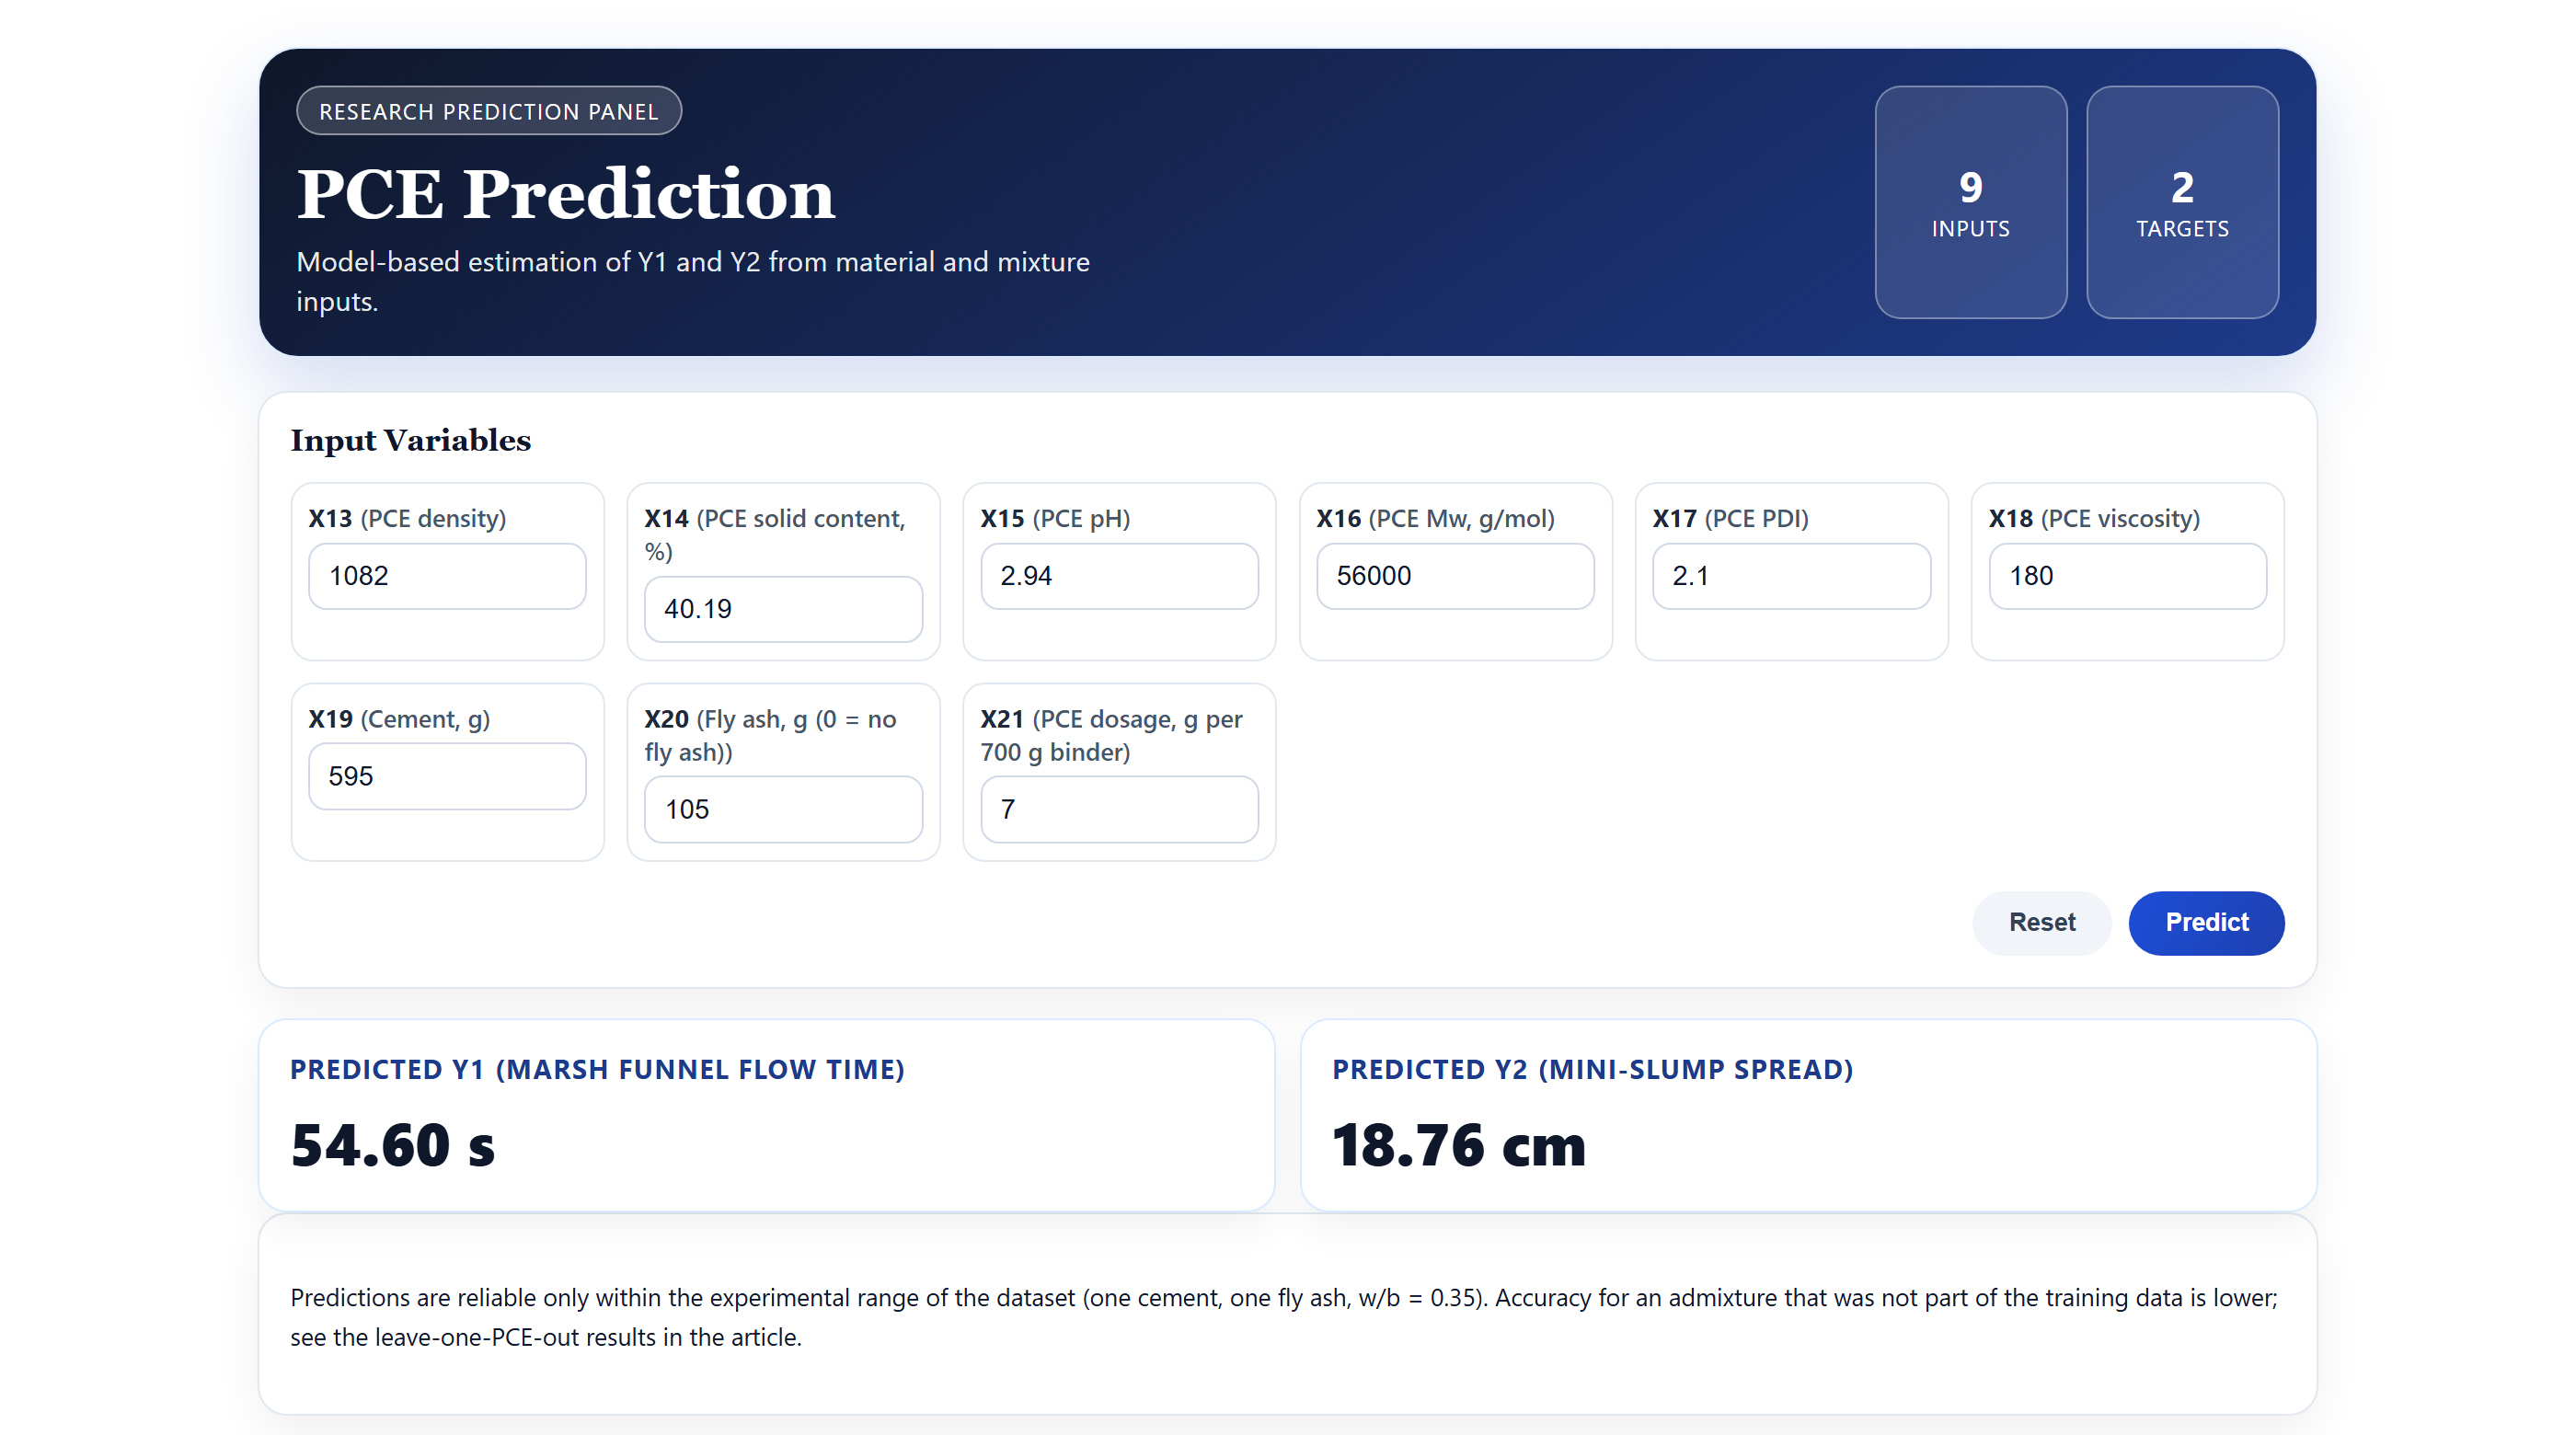 RESEARCH PREDICTION PANEL
PCE Prediction
Model-based estimation of Y1 and Y2 from material and mixture
inputs.
9
INPUTS
2
TARGETS
Input Variables
X13 (PCE density)
1082
X14 (PCE solid content,
%)
40.19
X15 (PCE pH)
2.94
X16 (PCE Mw, g/mol)
56000
X17 (PCE PDI)
2.1
X18 (PCE viscosity)
180
X19 (Cement, g)
595
X20 (Fly ash, g (0 = no
fly ash))
105
X21 (PCE dosage, g per
700 g binder)
7
Reset
Predict
PREDICTED Y1 (MARSH FUNNEL FLOW TIME)
54.60 s
PREDICTED Y2 (MINI-SLUMP SPREAD)
18.76 cm
Predictions are reliable only within the experimental range of the dataset (one cement, one fly ash, w/b = 0.35). Accuracy for an admixture that was not part of the training data is lower;
see the leave-one-PCE-out results in the article.